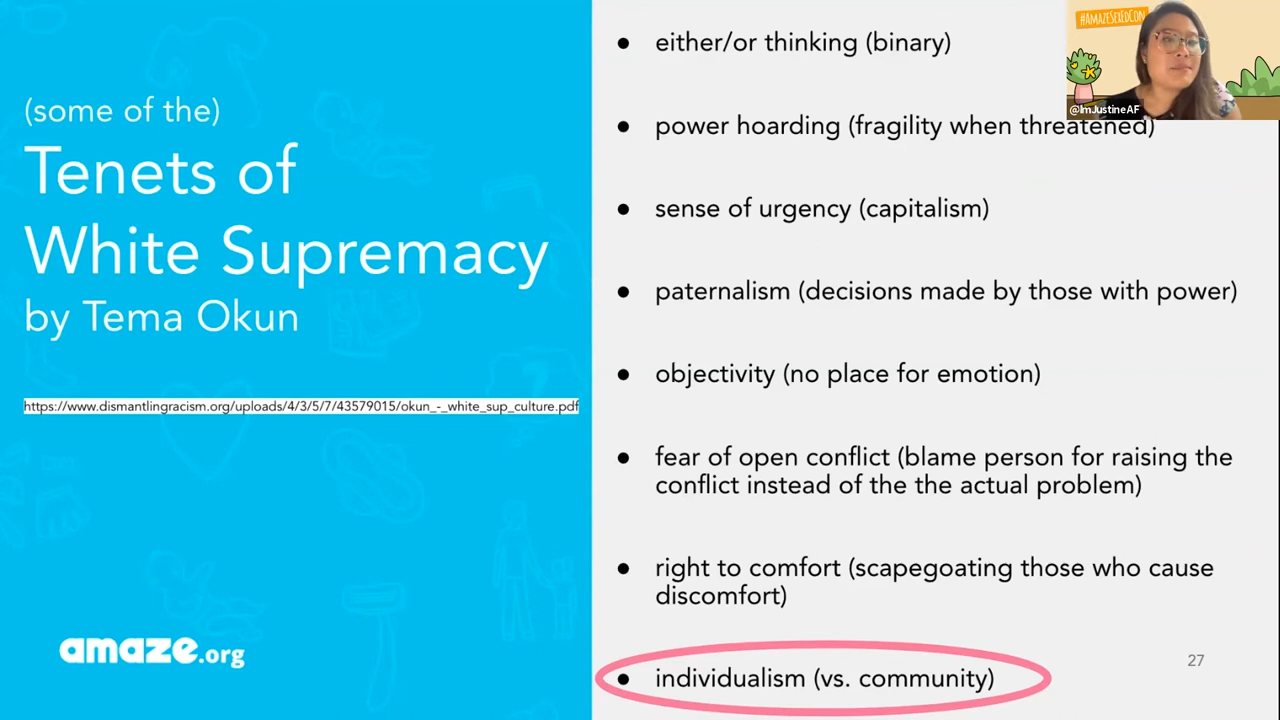 (some of the)
Tenets of
White Supremacy
by Tema Okun
https://www.dismantlingracism.org/uploads/4/3/5/7/43579015/okun_-_white_sup_culture.pdf
amaze.org
● either/or thinking (binary)
● power hoarding (fragility when threatened)
● sense of urgency (capitalism)
● paternalism (decisions made by those with power)
● objectivity (no place for emotion)
● fear of open conflict (blame person for raising the
conflict instead of the the actual problem)
● right to comfort (scapegoating those who cause
discomfort)
● individualism (vs. community)
27
#AMAZESEXEDCON
@ImJustineAF